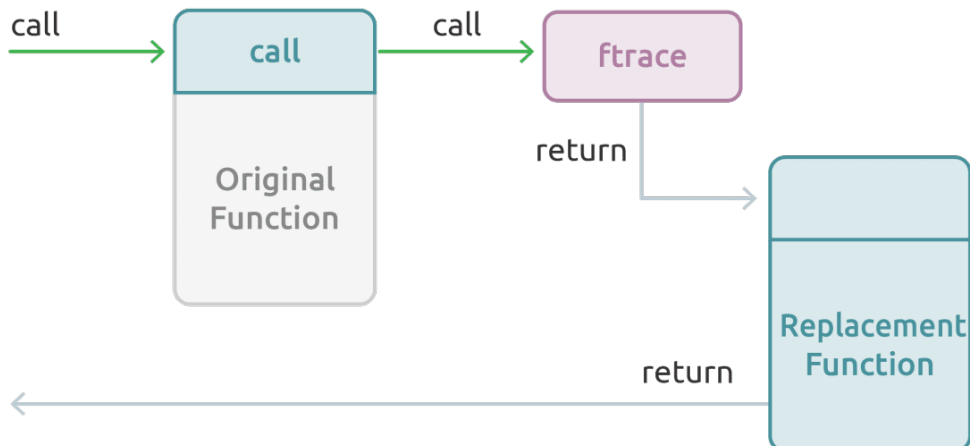 call
call
call
ftrace
return
Original
Function
Replacement
Function
return